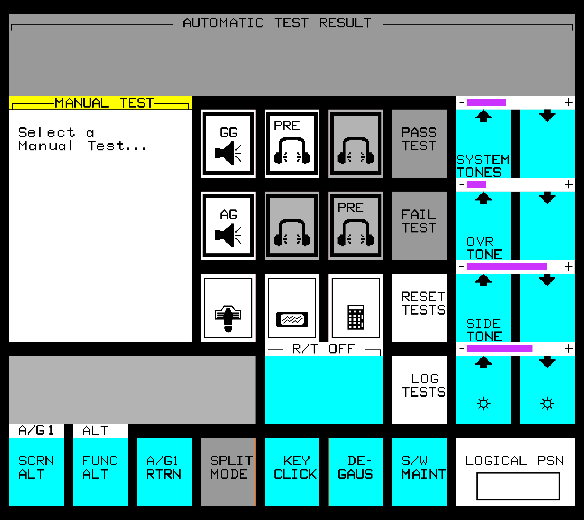 AUTOMATIC TEST RESULT
MANUAL TEST
- +
Select a
Manual Test...
GG
PRE
PASS
TEST
SYSTEM
TONES
- +
AG
PRE
FAIL
TEST
OVR
TONE
- +
RESET
TESTS
SIDE
TONE
R/T OFF
- +
LOG
TESTS
A/G1
ALT
SCRN
ALT
FUNC
ALT
A/G1
RTRN
SPLIT
MODE
KEY
CLICK
DE-
GAUS
S/W
MAINT
LOGICAL PSN